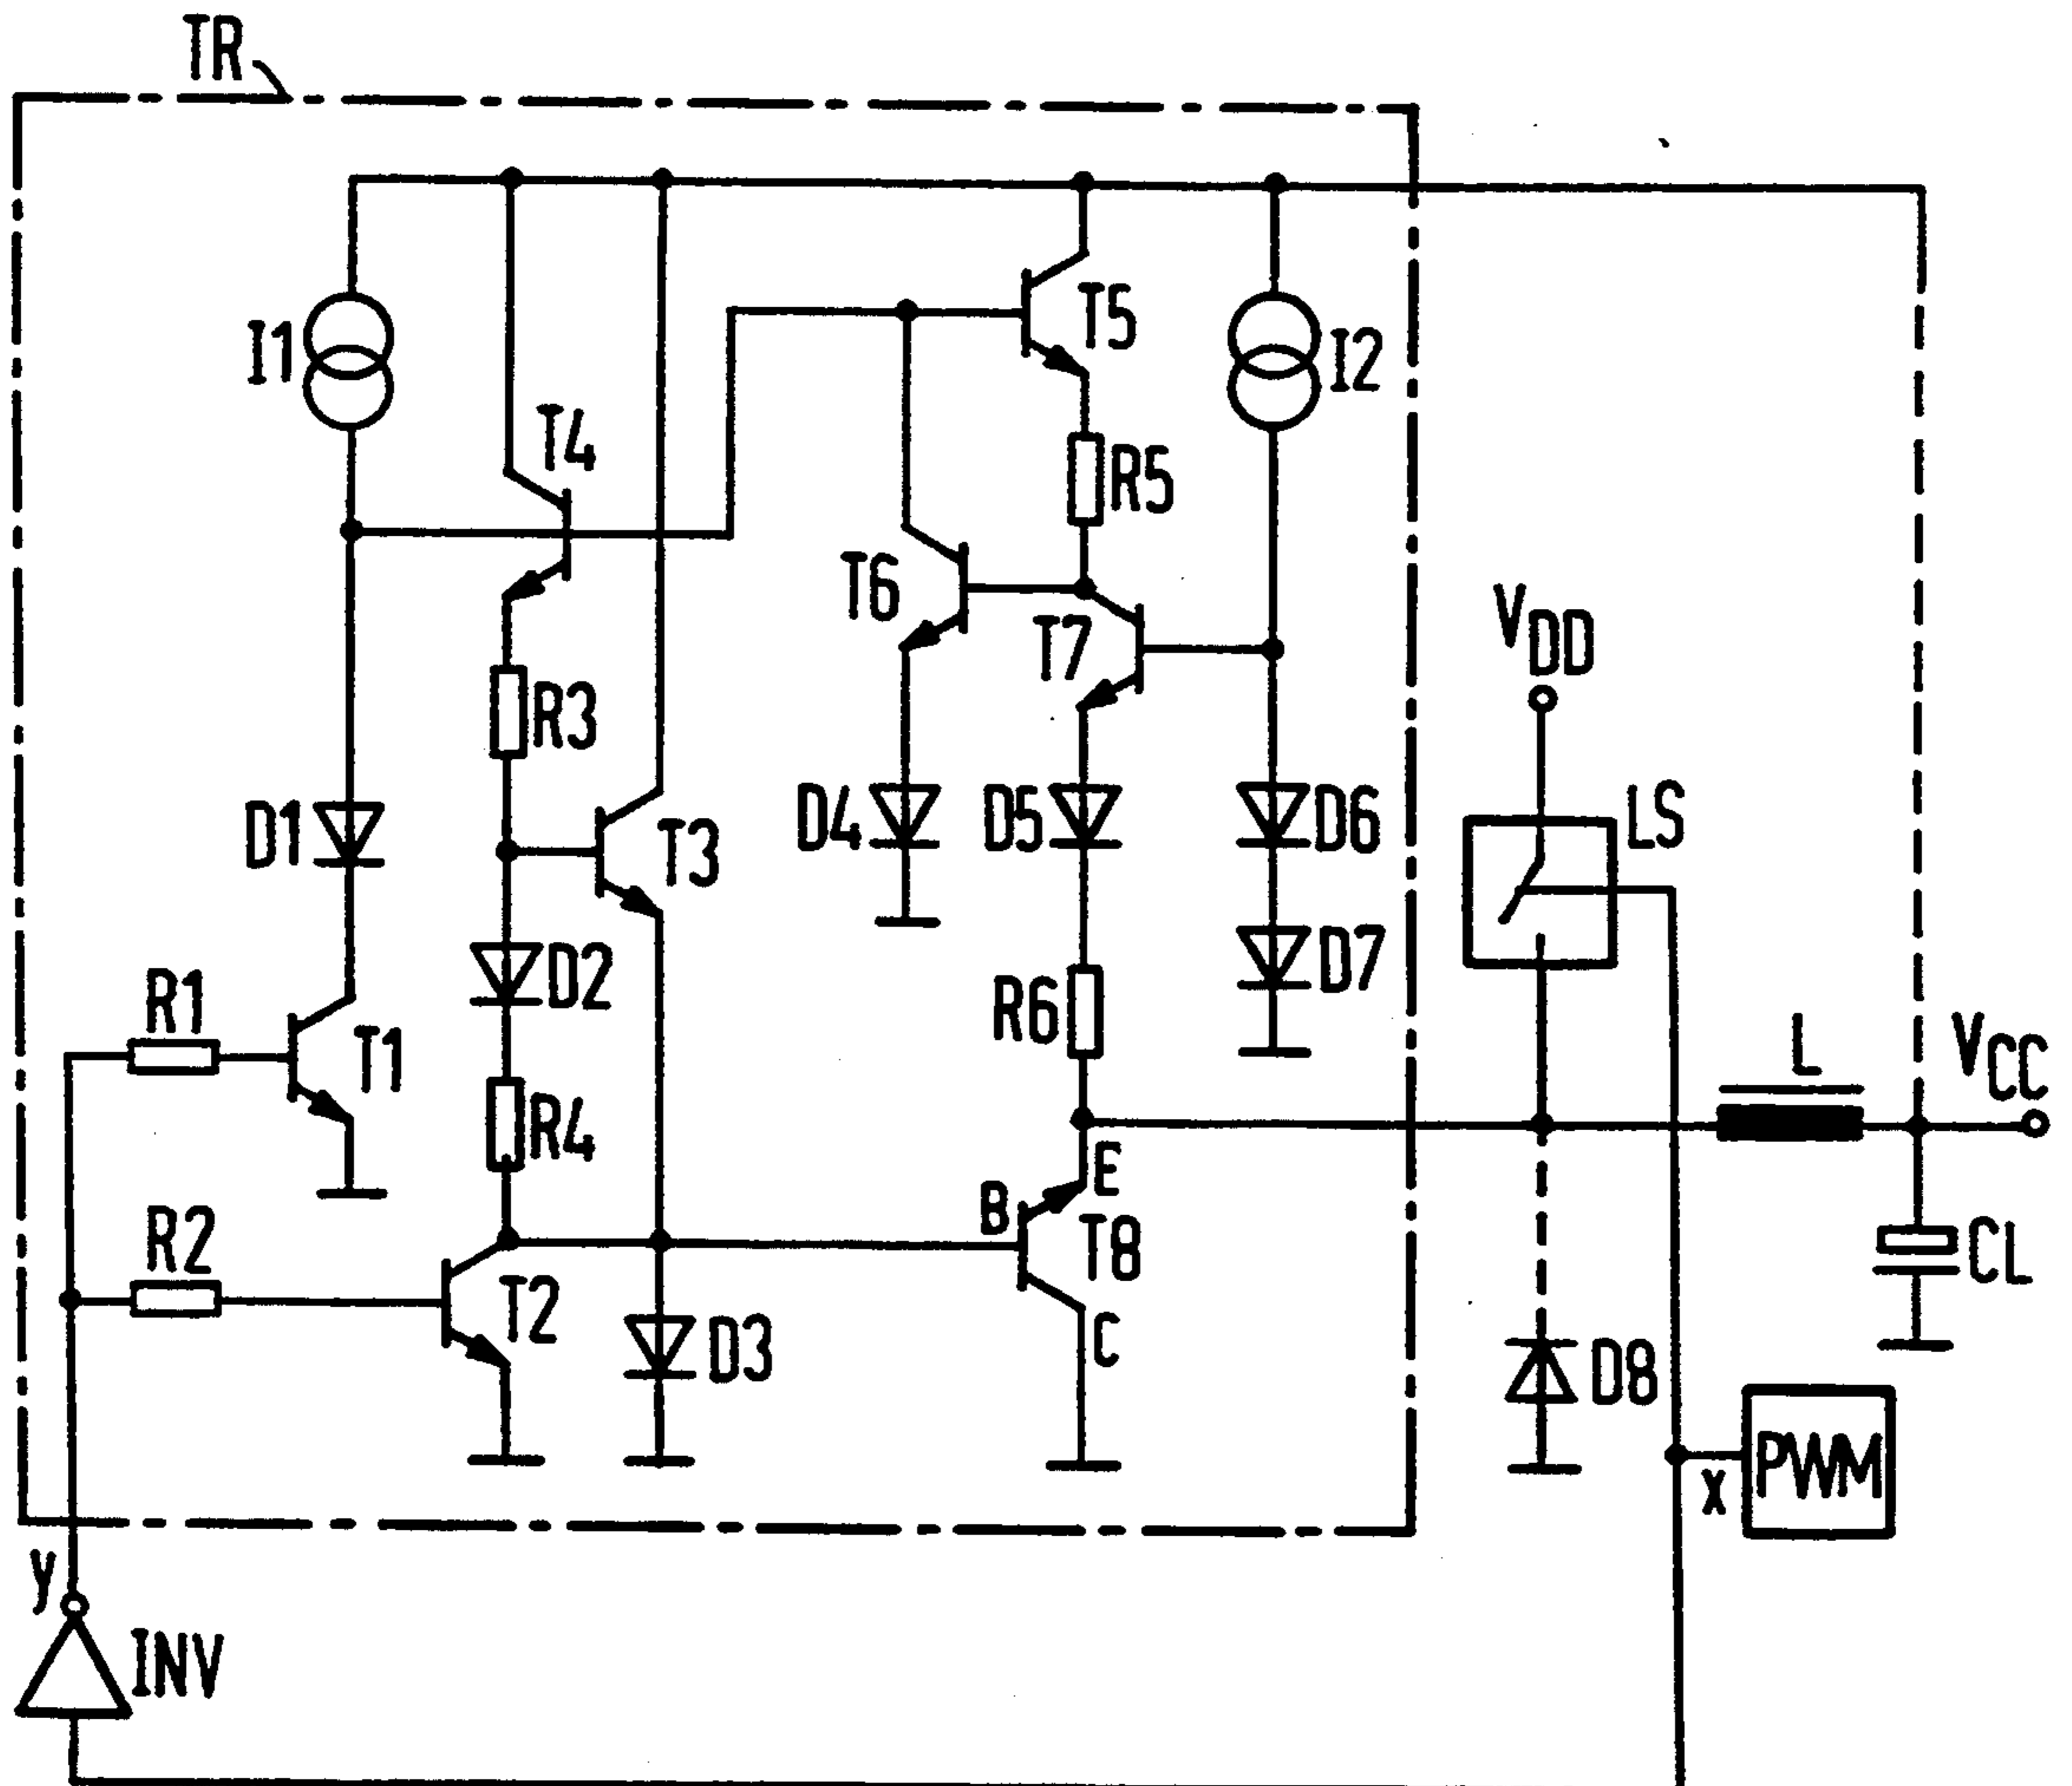 TR
I1
T4
T5
I2
R5
T6
T7
VDD
R3
D1
T3
D4
D5
D6
LS
R1
T1
D2
R6
D7
L
VCC
R4
R2
T2
D3
B
E
T8
C
D8
CL
X
PWM
y
INV